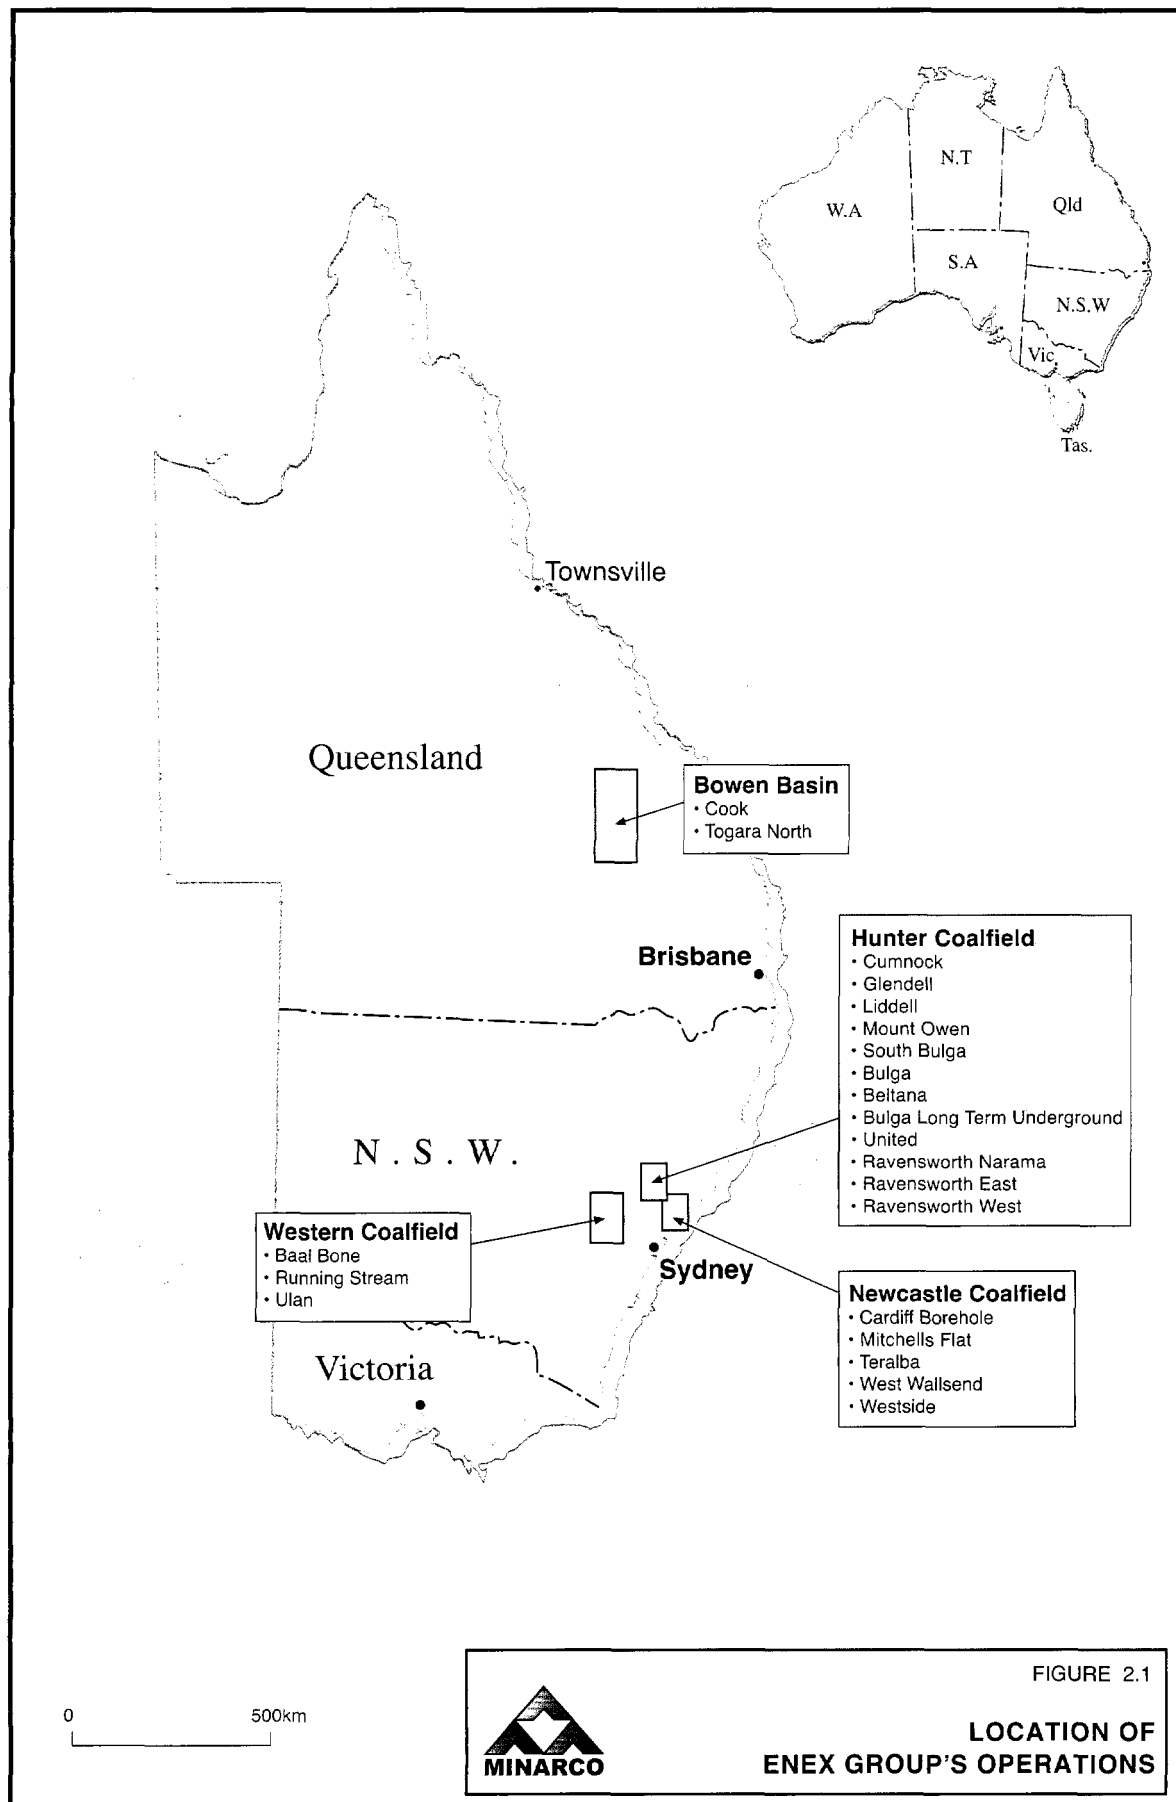 N.T
W.A
Qld
S.A
N.S.W
Vic
Tas.
Townsville
Queensland
Bowen Basin
• Cook
• Togara North
Brisbane
Hunter Coalfield
• Cumnock
• Glendell
• Liddell
• Mount Owen
• South Bulga
• Bulga
• Beltana
• Bulga Long Term Underground
• United
• Ravensworth Narama
• Ravensworth East
• Ravensworth West
N.S.W.
Western Coalfield
• Baal Bone
• Running Stream
• Ulan
Sydney
Newcastle Coalfield
• Cardiff Borehole
• Mitchells Flat
• Teralba
• West Wallsend
• Westside
Victoria
0 500km
MINARCO
FIGURE 2.1
LOCATION OF
ENEX GROUP'S OPERATIONS